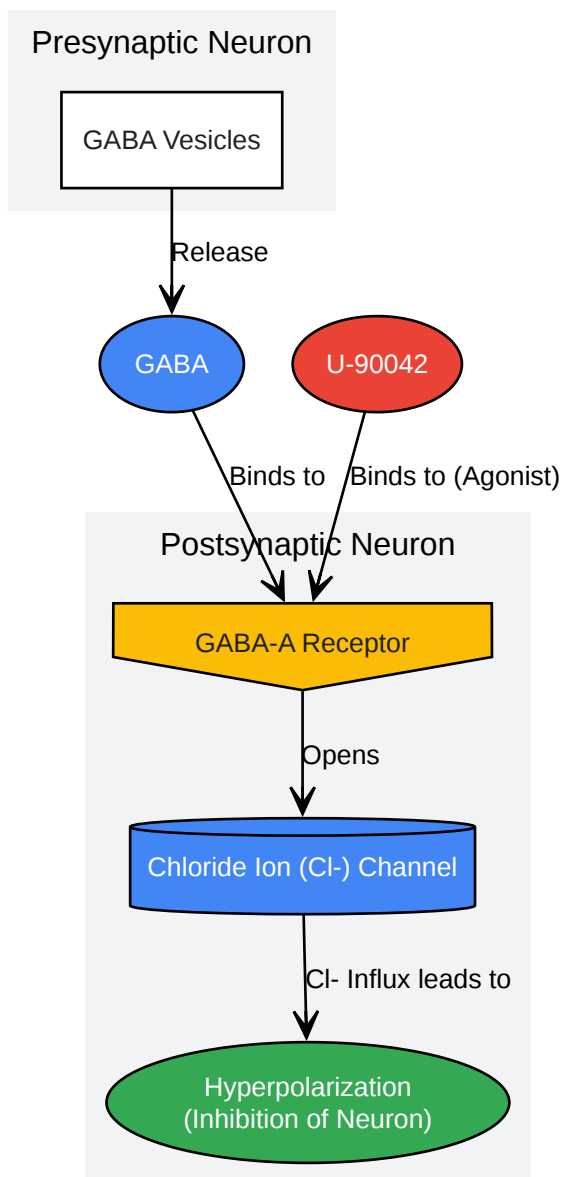 Presynaptic Neuron
GABA Vesicles
Release
GABA
U-90042
Binds to
Binds to (Agonist)
Postsynaptic Neuron
GABA-A Receptor
Opens
Chloride Ion (Cl-) Channel
Cl- Influx leads to
Hyperpolarization
(Inhibition of Neuron)